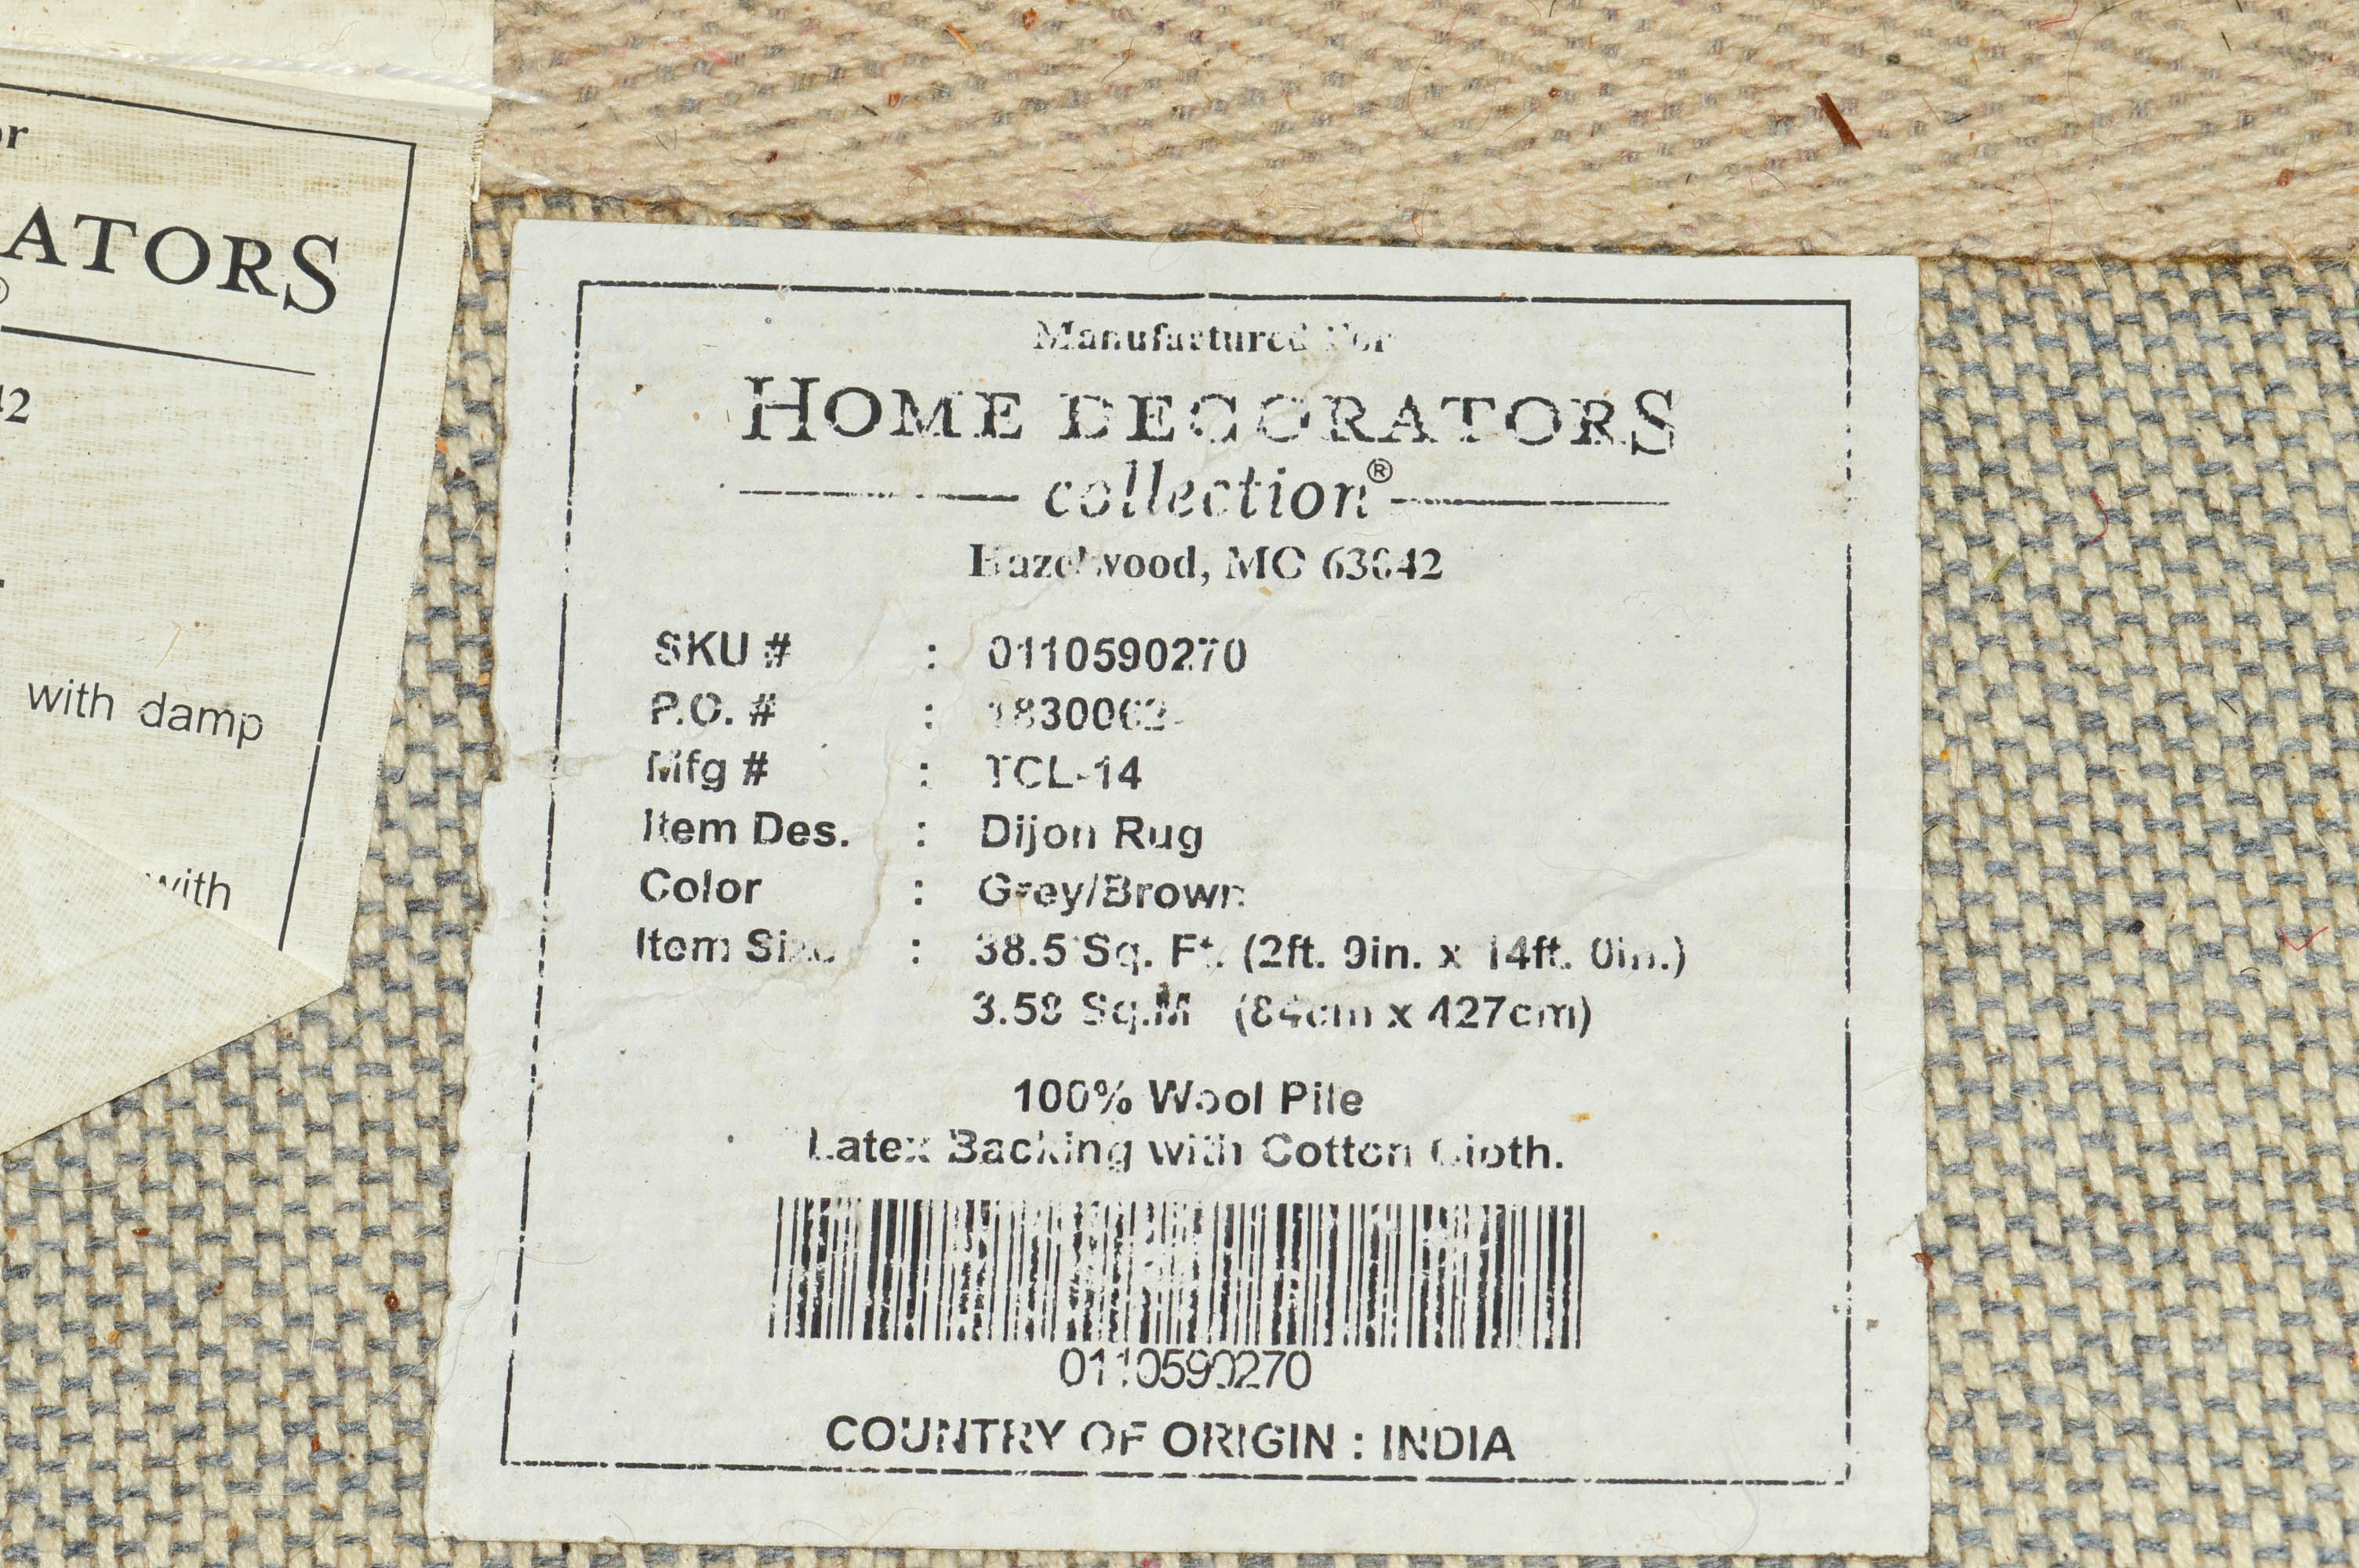 or
ATORS
®
42
with damp
with
Manufactured For
HOME DECORATORS
collection®
Hazelwood, MO 63042
SKU # : 0110590270
P.O. # :
Mfg # : TCL-14
Item Des. : Dijon Rug
Color : Grey/Brown
Item Size : 38.5 Sq. Ft. (2ft. 9in. x 14ft. 0in.)
3.58 Sq.M (84cm x 427cm)
100% Wool Pile
Latex Backing with Cotton Cloth.
0110590270
COUNTRY OF ORIGIN : INDIA